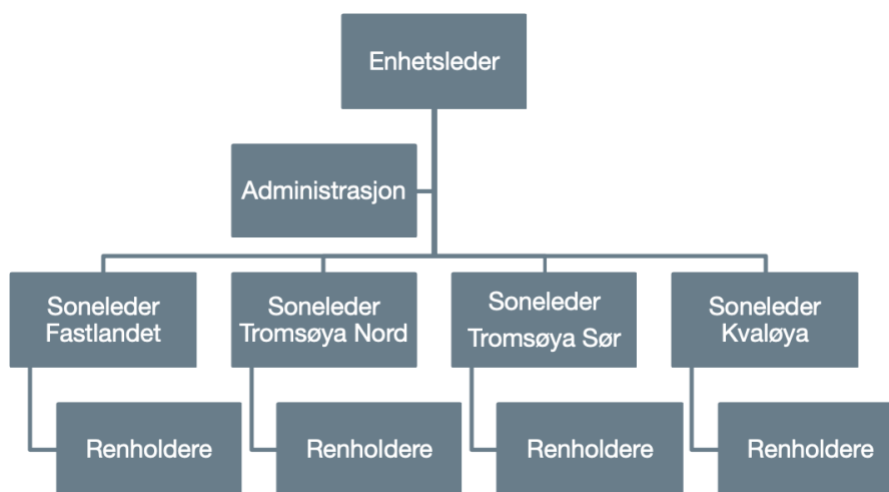 Enhetsleder
Administrasjon
Soneleder
Fastlandet
Soneleder
Tromsøya Nord
Soneleder
Tromsøya Sør
Soneleder
Kvaløya
Renholdere
Renholdere
Renholdere
Renholdere